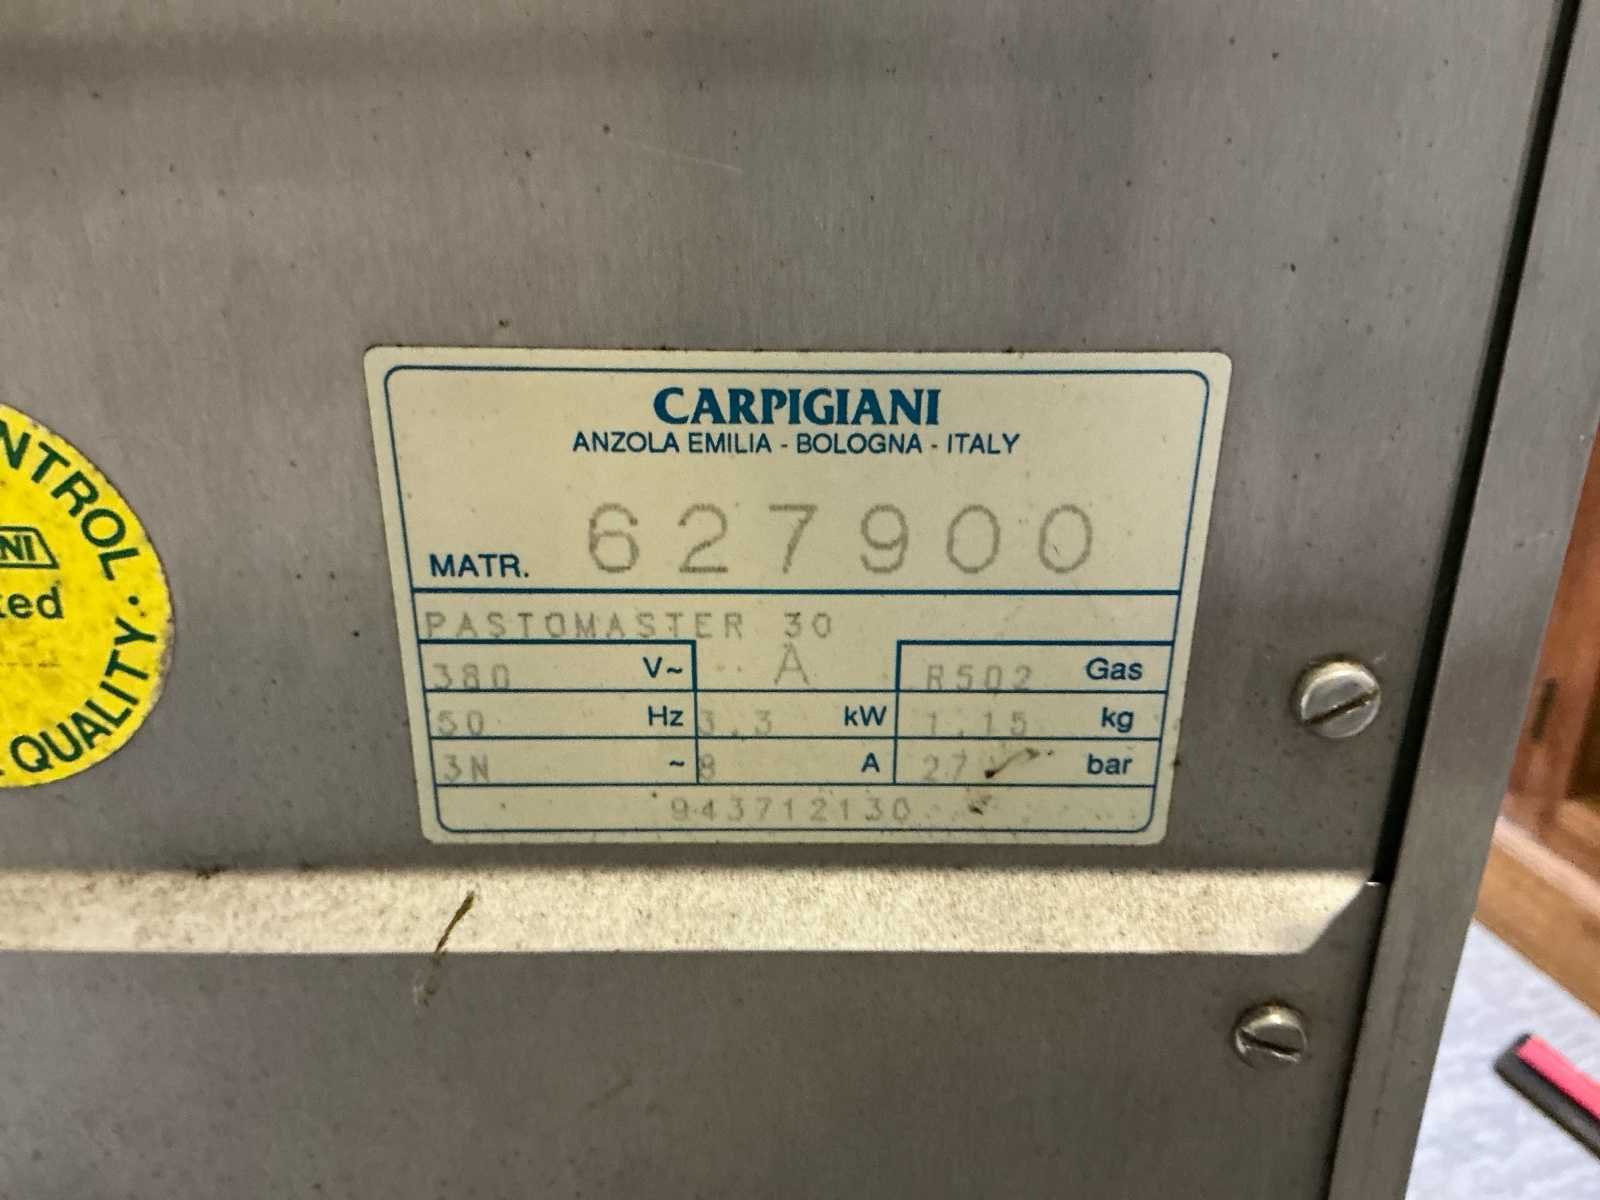 CARPIGIANI
ANZOLA EMILIA - BOLOGNA - ITALY
MATR. 627900
PASTOMASTER 30
A
380 V~
R502 Gas
50 Hz
3.3 kW
1.15 kg
3N ~
8 A
27 bar
943712130
NTROL
NI
ted
QUALITY